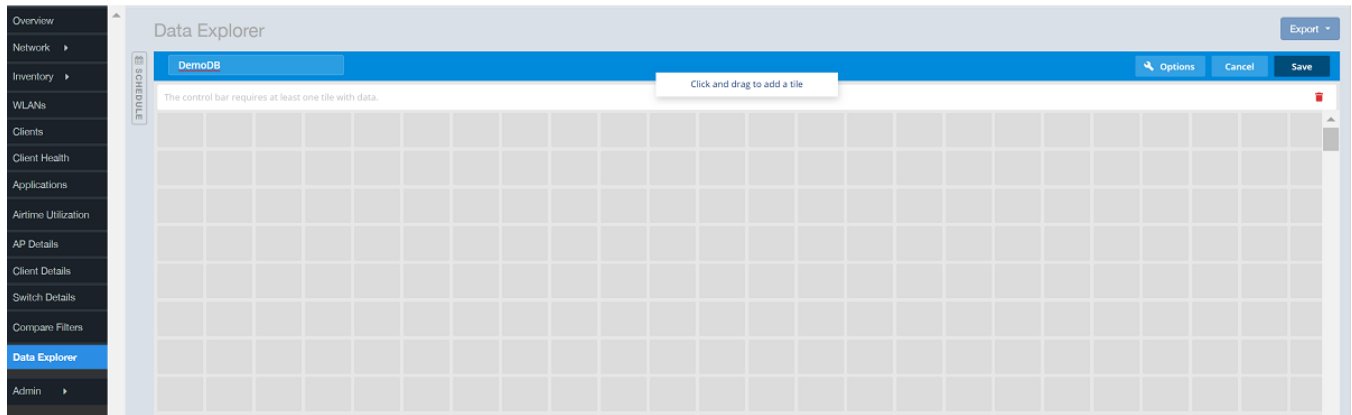 Overview
Network
Inventory
WLANs
Clients
Client Health
Applications
Airtime Utilization
AP Details
Client Details
Switch Details
Compare Filters
Data Explorer
Admin
SCHEDULE
Data Explorer
Export
DemoDB
Options
Cancel
Save
Click and drag to add a tile
The control bar requires at least one tile with data.